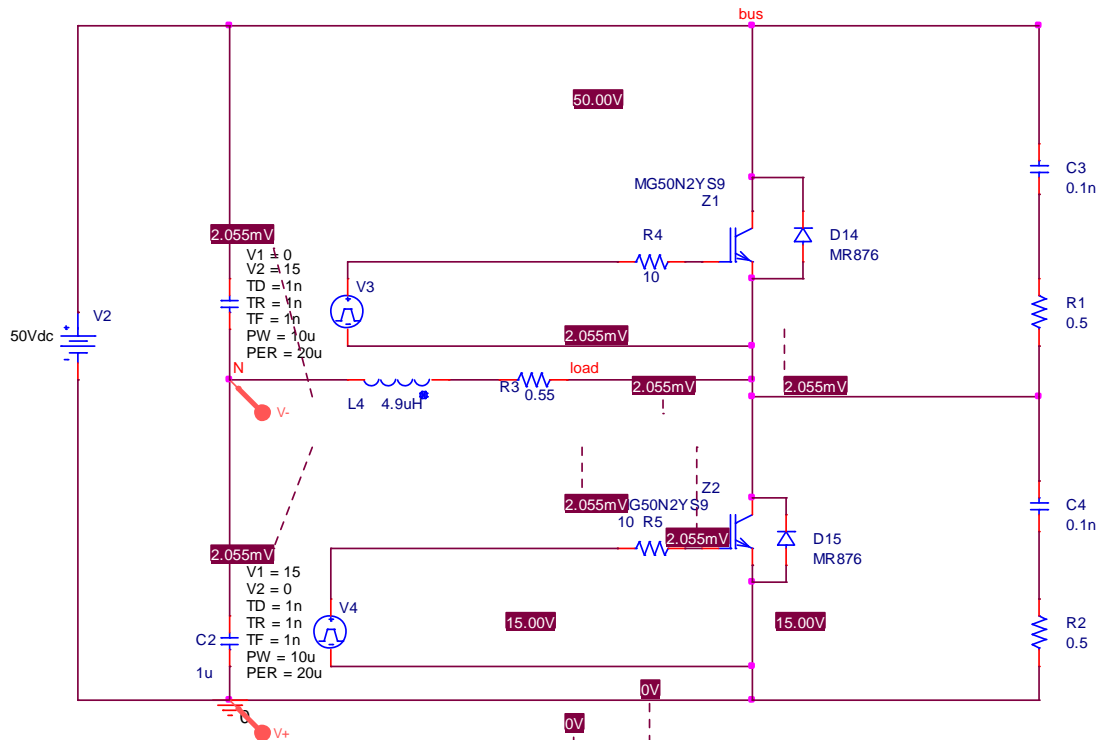 bus
50.00V
C3
0.1n
MG50N2YS9
Z1
2.055mV
V1 = 0
V2 = 15
TD = 1n
TR = 1n
TF = 1n
PW = 10u
PER = 20u
R4
10
D14
MR876
V3
V2
50Vdc
R1
0.5
2.055mV
N
load
L4
4.9uH
R3
0.55
2.055mV
2.055mV
V-
Z2
2.055mV
G50N2YS9
10
R5
2.055mV
C4
0.1n
D15
MR876
2.055mV
V1 = 15
V2 = 0
TD = 1n
TR = 1n
TF = 1n
PW = 10u
PER = 20u
V4
15.00V
15.00V
C2
1u
R2
0.5
0V
0
V+
0V